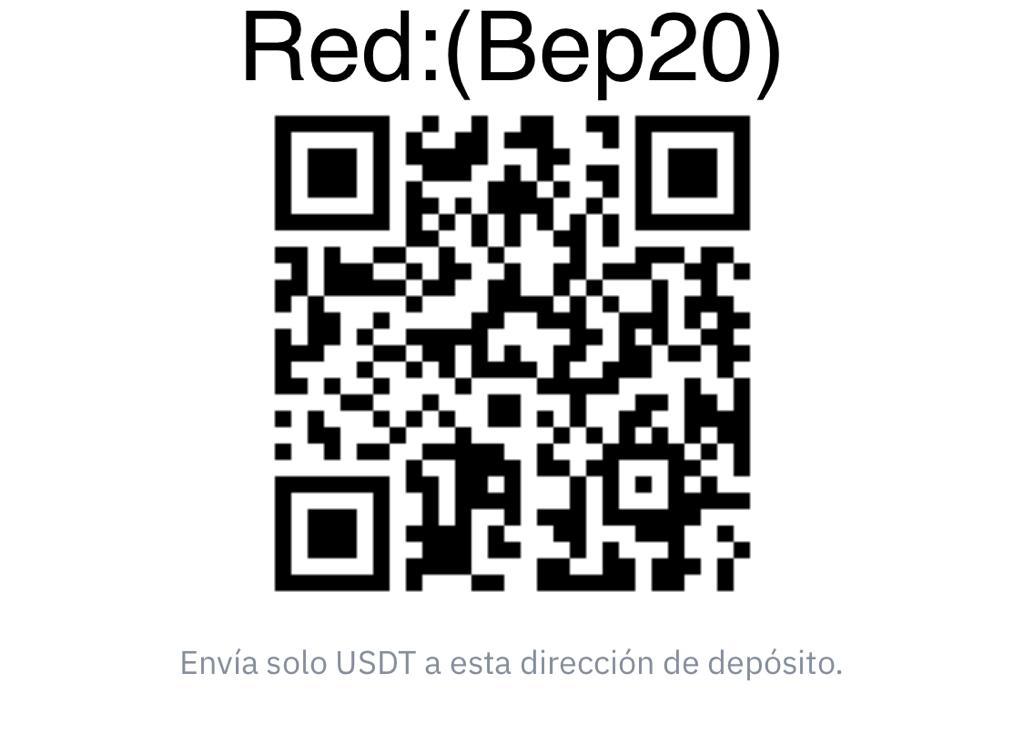 Red:(Bep20)
Envía solo USDT a esta dirección de depósito.